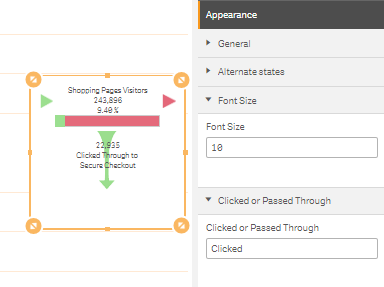 Shopping Pages Visitors
243,896
9.40%
22,935
Clicked Through to
Secure Checkout
Appearance
General
Alternate states
Font Size
Font Size
10
Clicked or Passed Through
Clicked or Passed Through
Clicked